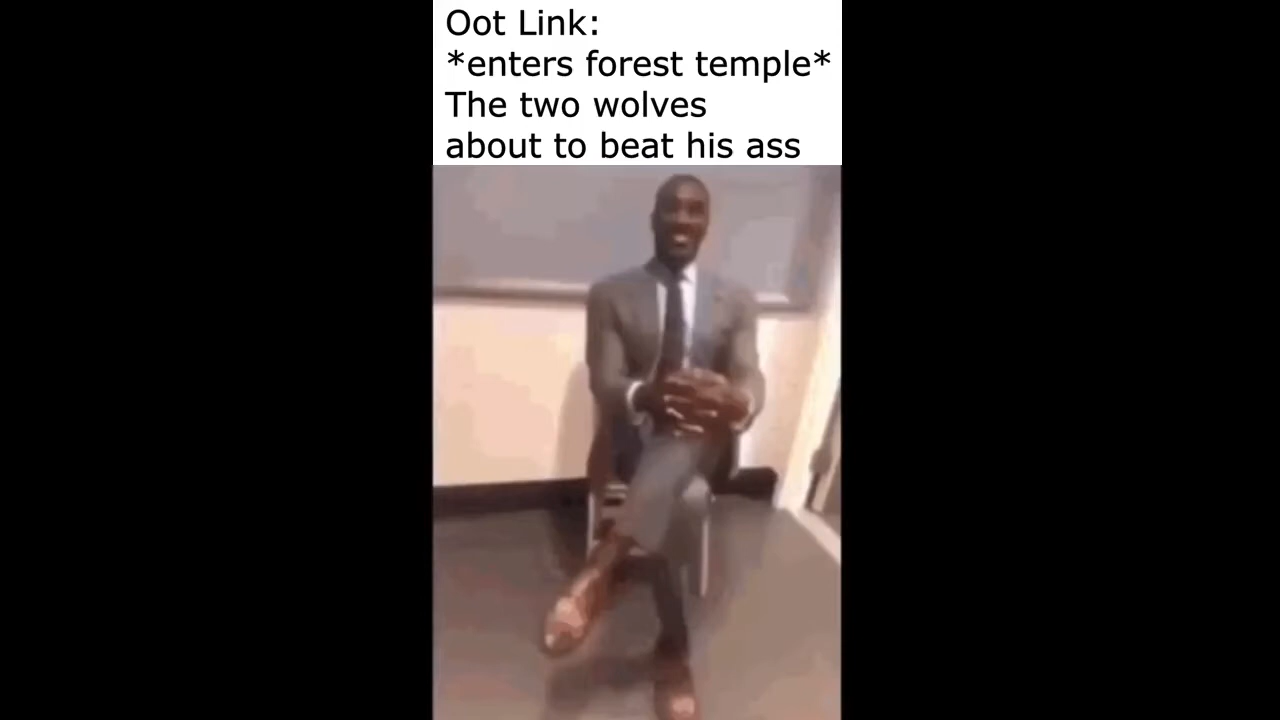 Oot Link:
*enters forest temple*
The two wolves
about to beat his ass